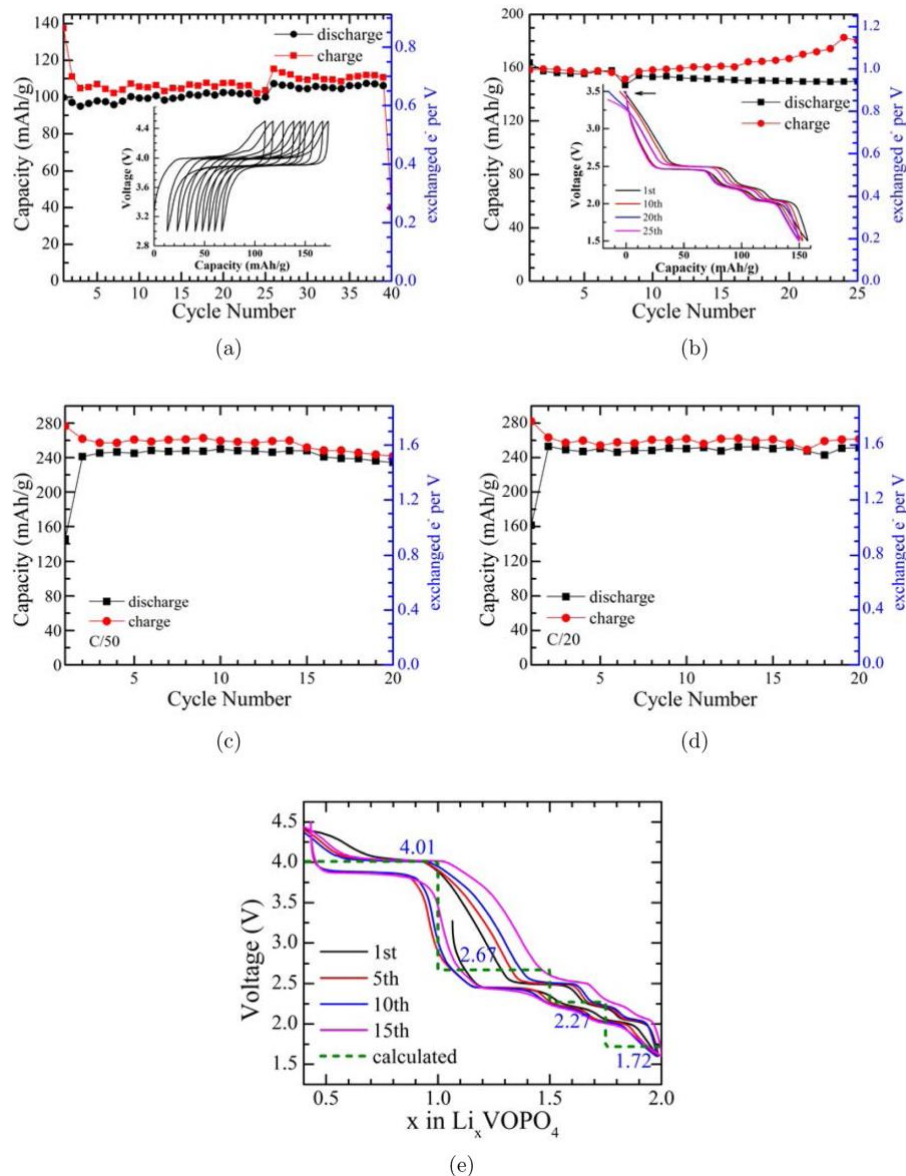 140
120
100
80
60
40
20
0
Capacity (mAh/g)
discharge
charge
0.8
0.6
0.4
0.2
0.0
exchanged e⁻ per V
4.8
4.4
4.0
3.6
3.2
2.8
Voltage (V)
0 50 100 150
Capacity (mAh/g)
5 10 15 20 25 30 35 40
Cycle Number
(a)
200
160
120
80
40
0
Capacity (mAh/g)
discharge
charge
1.2
1.0
0.8
0.6
0.4
0.2
0.0
exchanged e⁻ per V
3.5
3.0
2.5
2.0
1.5
Voltage (V)
1st
10th
20th
25th
0 50 100 150
Capacity (mAh/g)
5 10 15 20 25
Cycle Number
(b)
280
240
200
160
120
80
40
0
Capacity (mAh/g)
discharge
charge
C/50
1.6
1.2
0.8
0.4
0.0
exchanged e⁻ per V
5 10 15 20
Cycle Number
(c)
280
240
200
160
120
80
40
0
Capacity (mAh/g)
discharge
charge
C/20
1.6
1.2
0.8
0.4
0.0
exchanged e⁻ per V
5 10 15 20
Cycle Number
(d)
4.5
4.0
3.5
3.0
2.5
2.0
1.5
Voltage (V)
4.01
2.67
2.27
1.72
1st
5th
10th
15th
calculated
0.5 1.0 1.5 2.0
x in LiₓVOPO₄
(e)